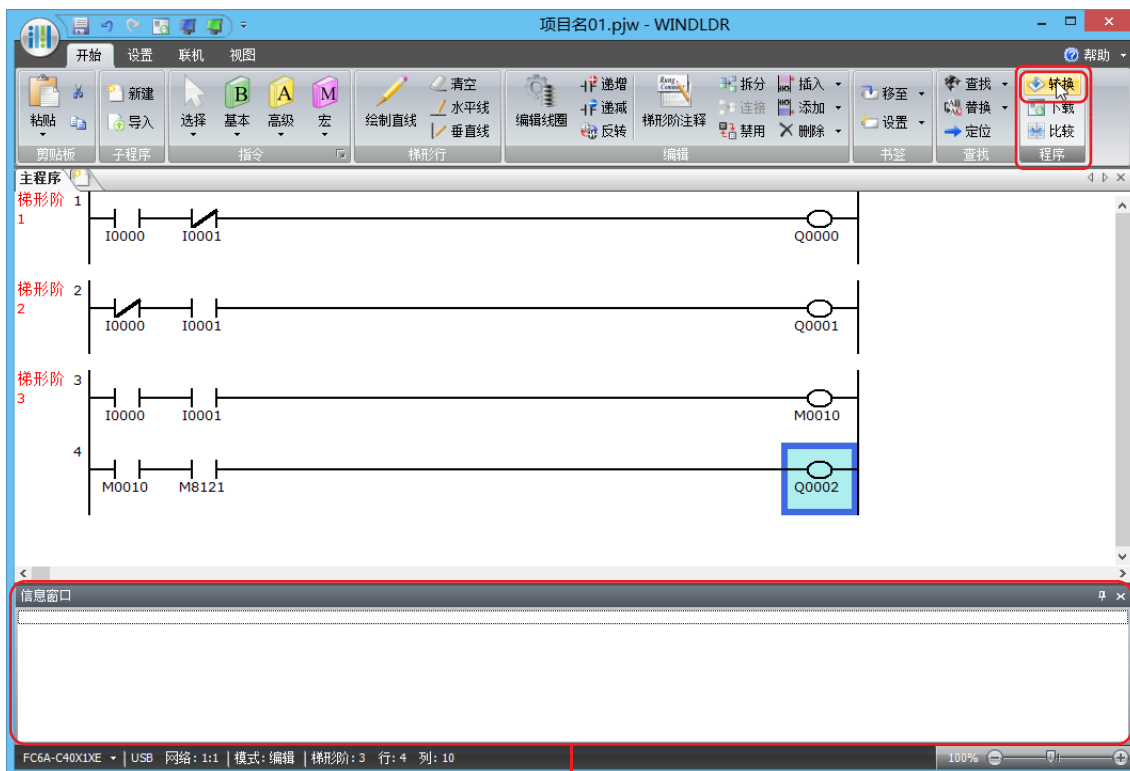 项目名01.pjw - WINDLDR
开始 设置 联机 视图 帮助
粘贴
剪贴板
新建
导入
子程序
选择 基本 高级 宏
B A M
指令
绘制直线
清空
水平线
垂直线
梯形行
编辑线圈
递增
递减
反转
梯形阶注释
拆分
连接
禁用
插入
添加
删除
编辑
移至
设置
书签
查找
替换
定位
查找
转换
下载
比较
程序
主程序
梯形阶 1
1
I0000 I0001 Q0000
梯形阶 2
2
I0000 I0001 Q0001
梯形阶 3
3
I0000 I0001 M0010
4
M0010 M8121 Q0002
信息窗口
FC6A-C40X1XE | USB 网络: 1:1 | 模式: 编辑 | 梯形阶: 3 行: 4 列: 10 100%